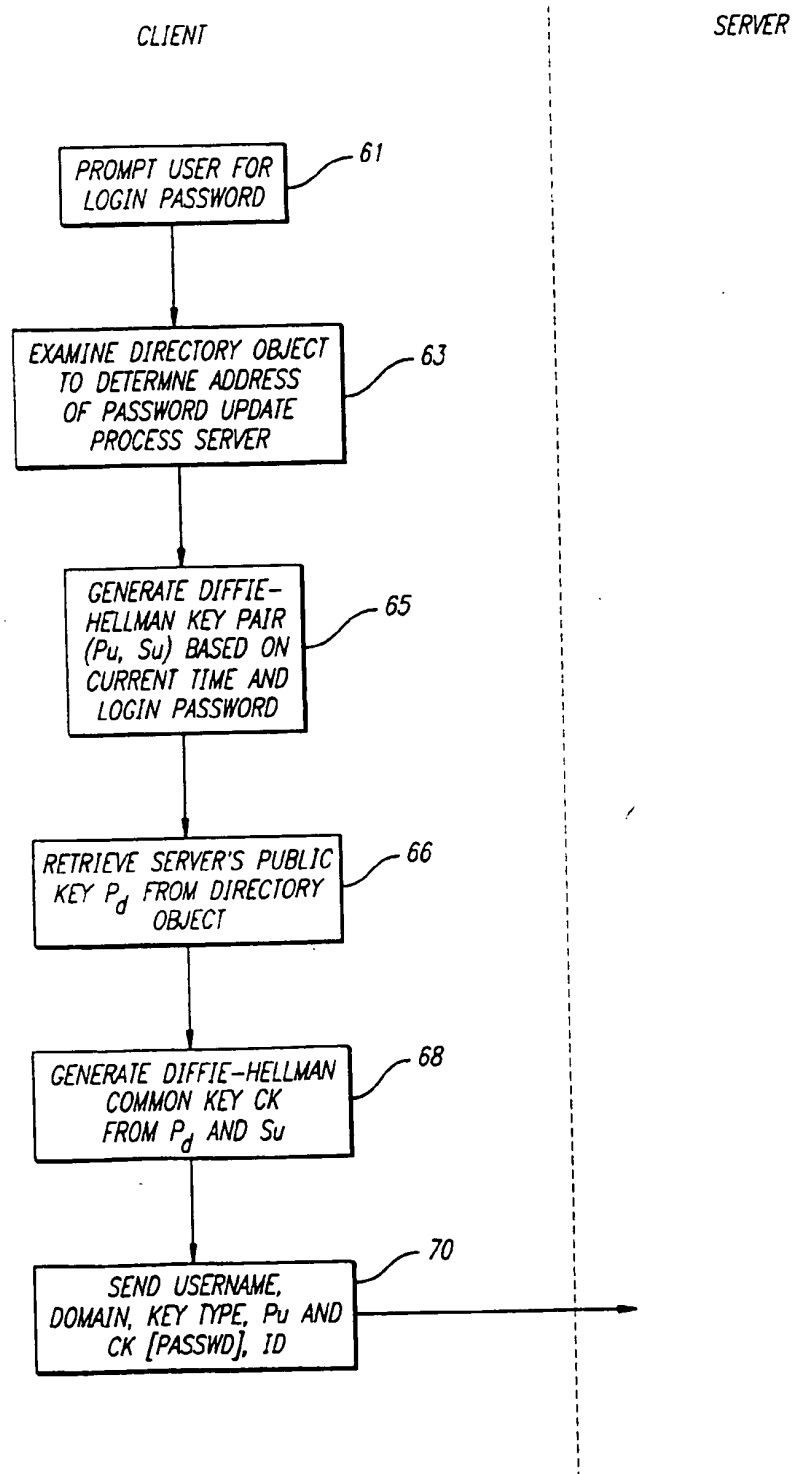 CLIENT
SERVER
PROMPT USER FOR
LOGIN PASSWORD
61
EXAMINE DIRECTORY OBJECT
TO DETERMNE ADDRESS
OF PASSWORD UPDATE
PROCESS SERVER
63
GENERATE DIFFIE-
HELLMAN KEY PAIR
(Pu, Su) BASED ON
CURRENT TIME AND
LOGIN PASSWORD
65
RETRIEVE SERVER'S PUBLIC
KEY Pd FROM DIRECTORY
OBJECT
66
GENERATE DIFFIE-HELLMAN
COMMON KEY CK
FROM Pd AND Su
68
SEND USERNAME,
DOMAIN, KEY TYPE, Pu AND
CK [PASSWD], ID
70